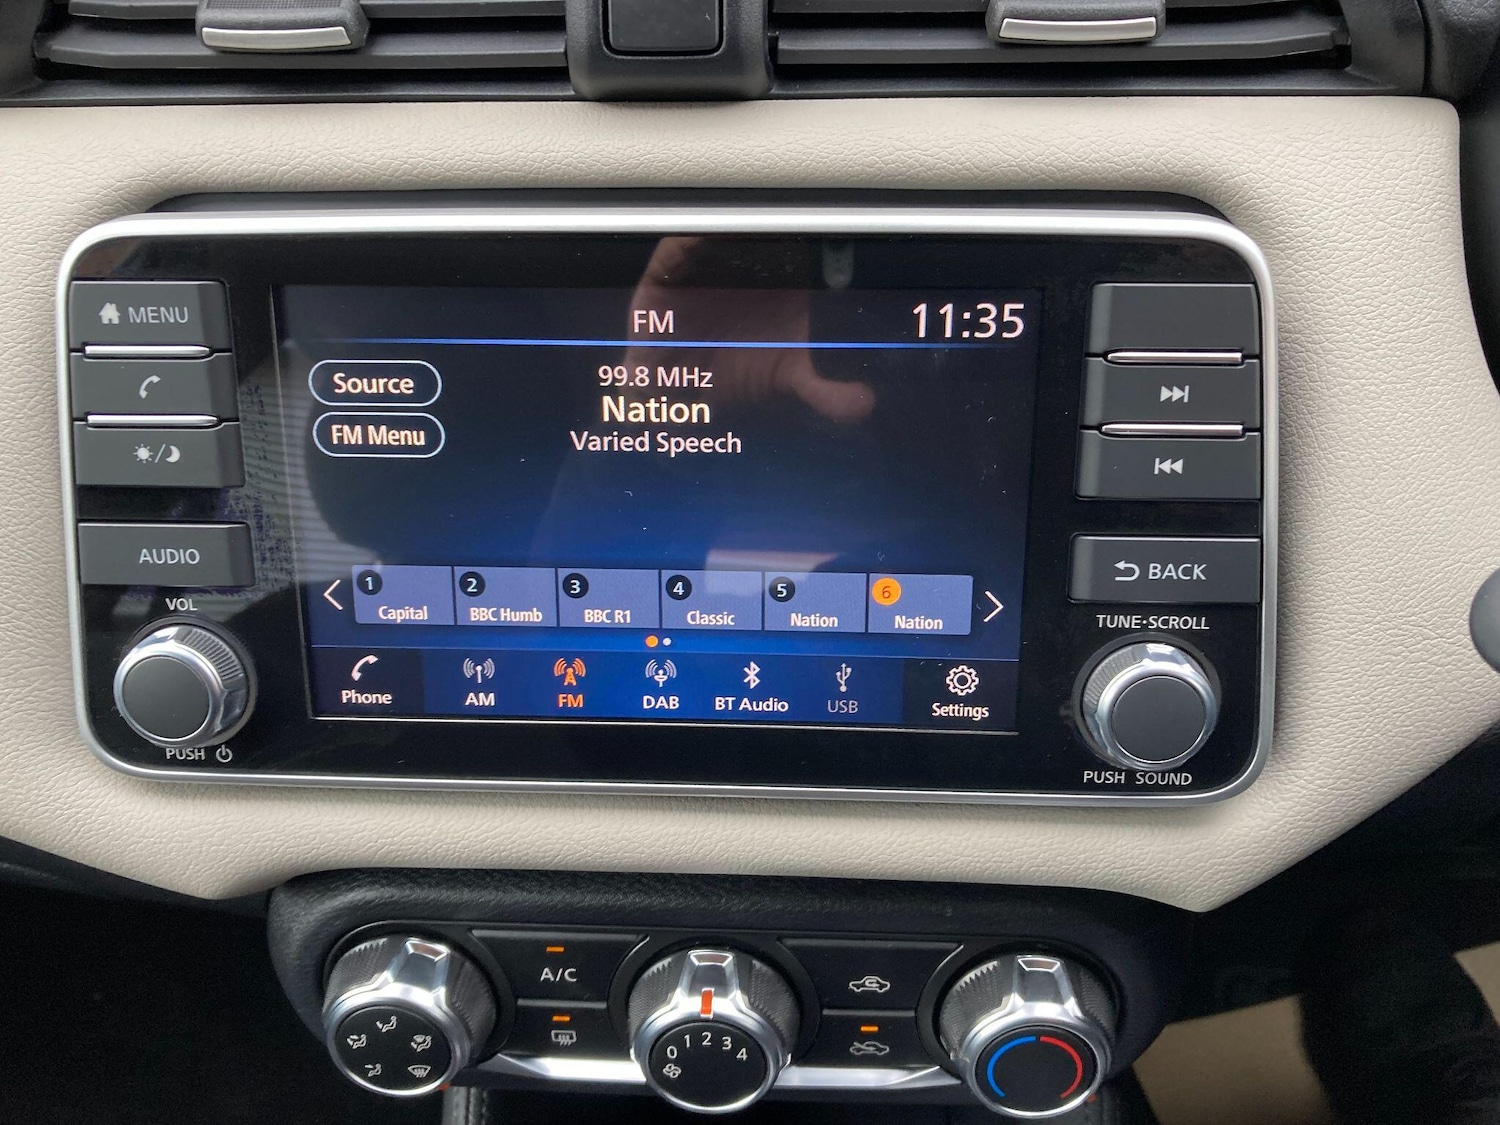 MENU
AUDIO
VOL
PUSH
FM
11:35
Source
FM Menu
99.8 MHz
Nation
Varied Speech
1
Capital
2
BBC Humb
3
BBC R1
4
Classic
5
Nation
6
Nation
Phone
AM
FM
DAB
BT Audio
USB
Settings
BACK
TUNE·SCROLL
PUSH SOUND
A/C
0 1 2 3 4